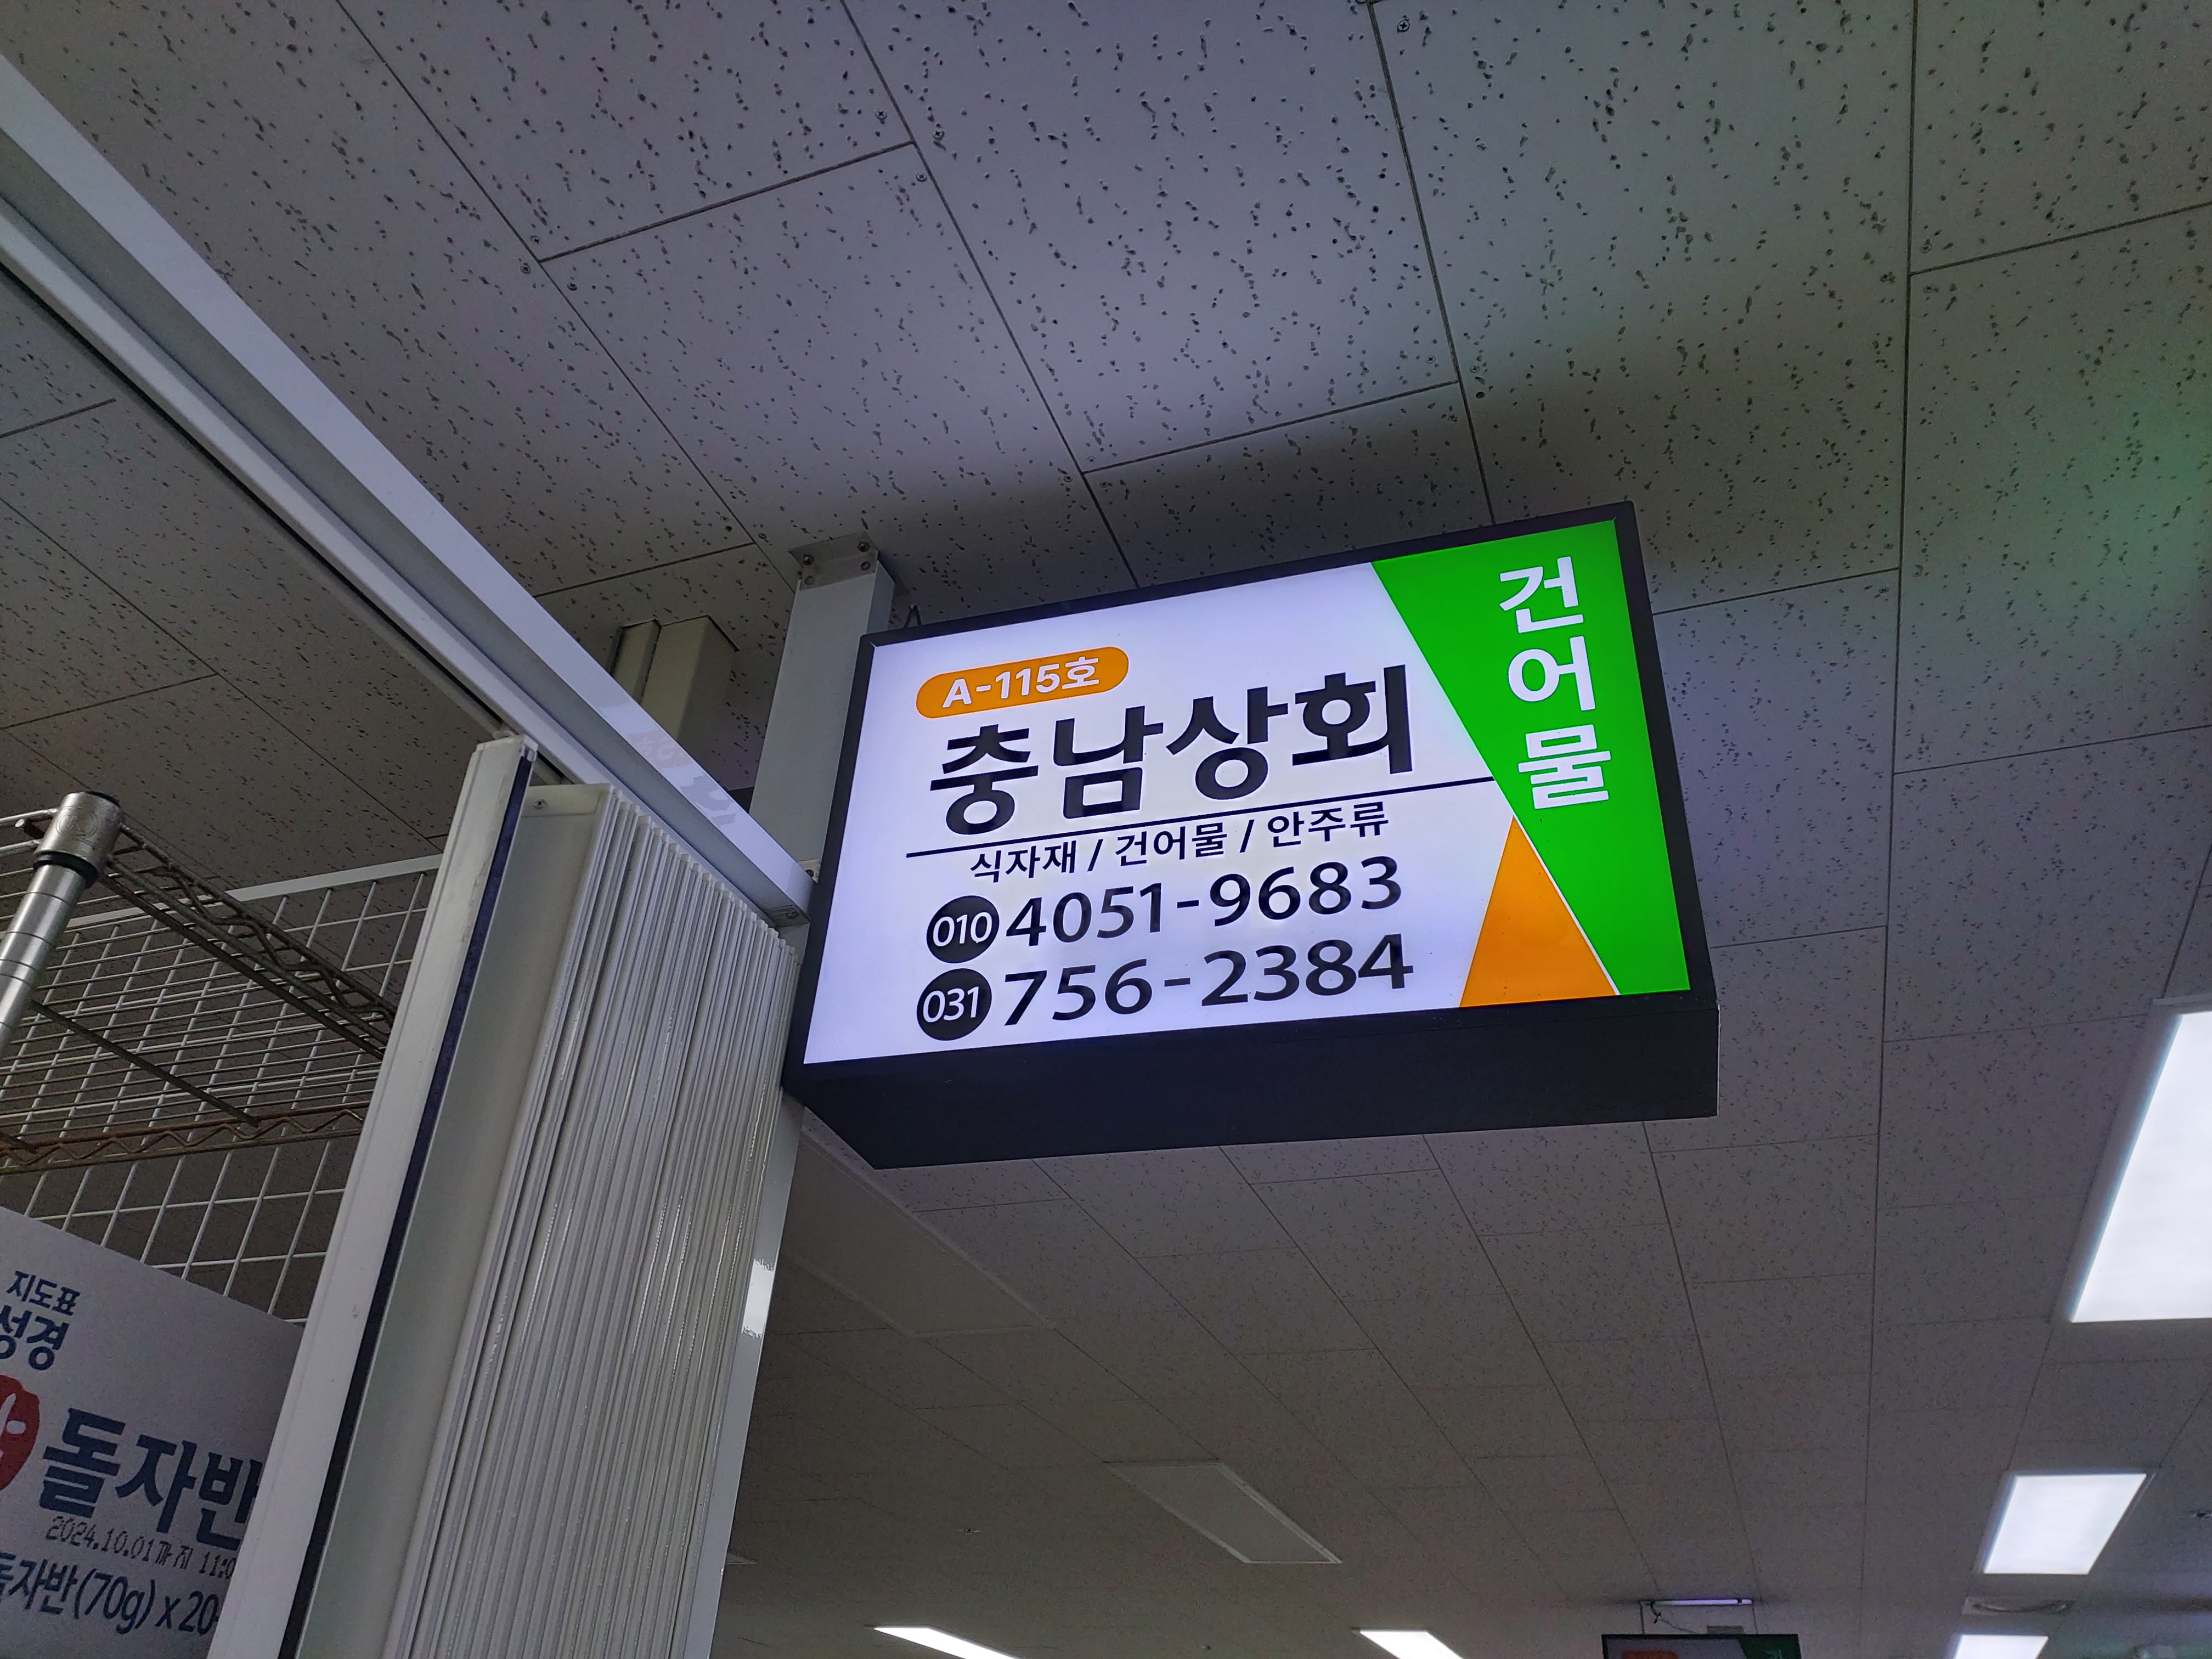 A-115호
충남상회
식자재 / 건어물 / 안주류
010 4051-9683
031 756-2384
건어물
지도표
성경
돌자반
2024.10.01까지
돌자반(70g) x 20